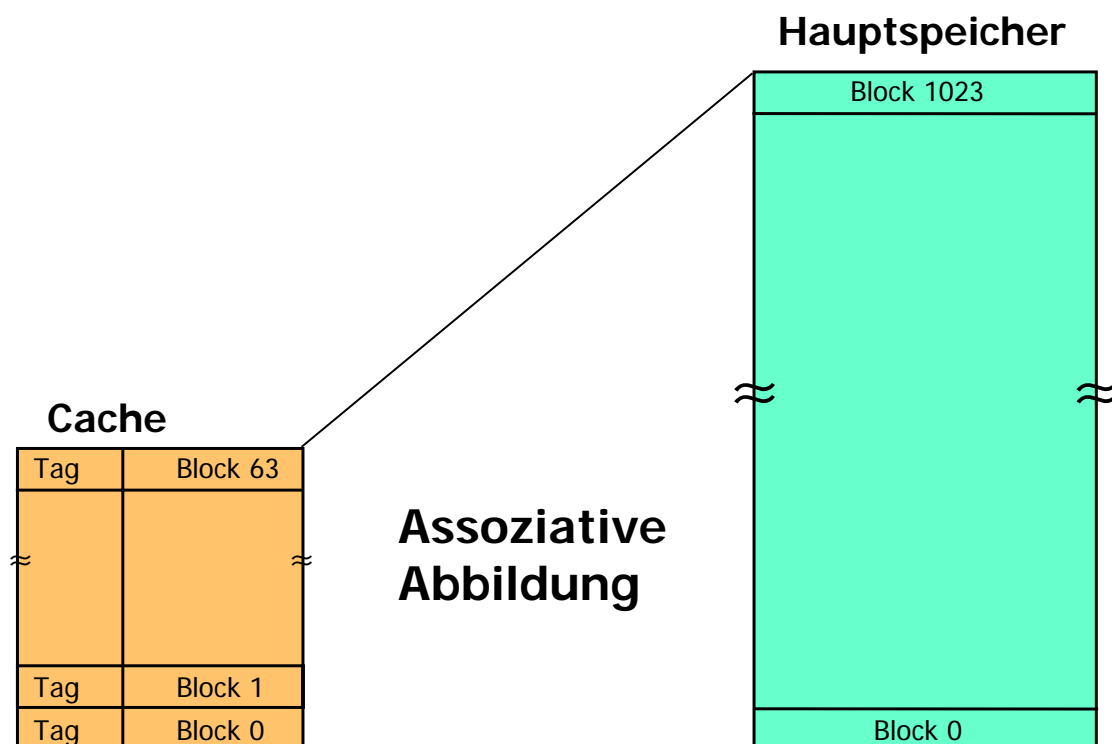 Hauptspeicher
Block 1023
Cache
Tag Block 63
Assoziative
Abbildung
Tag Block 1
Tag Block 0
Block 0